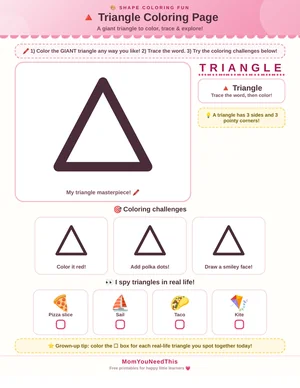 SHAPE COLORING FUN
Triangle Coloring Page
A giant triangle to color, trace & explore!
1) Color the GIANT triangle any way you like! 2) Trace the word. 3) Try the coloring challenges below!
TRIANGLE
Triangle
Trace the word, then color!
A triangle has 3 sides and 3
pointy corners!
My triangle masterpiece!
Coloring challenges
Color it red!
Add polka dots!
Draw a smiley face!
I spy triangles in real life!
Pizza slice
Sail
Taco
Kite
Grown-up tip: color the ☐ box for each real-life triangle you spot together today!
MomYouNeedThis
Free printables for happy little learners